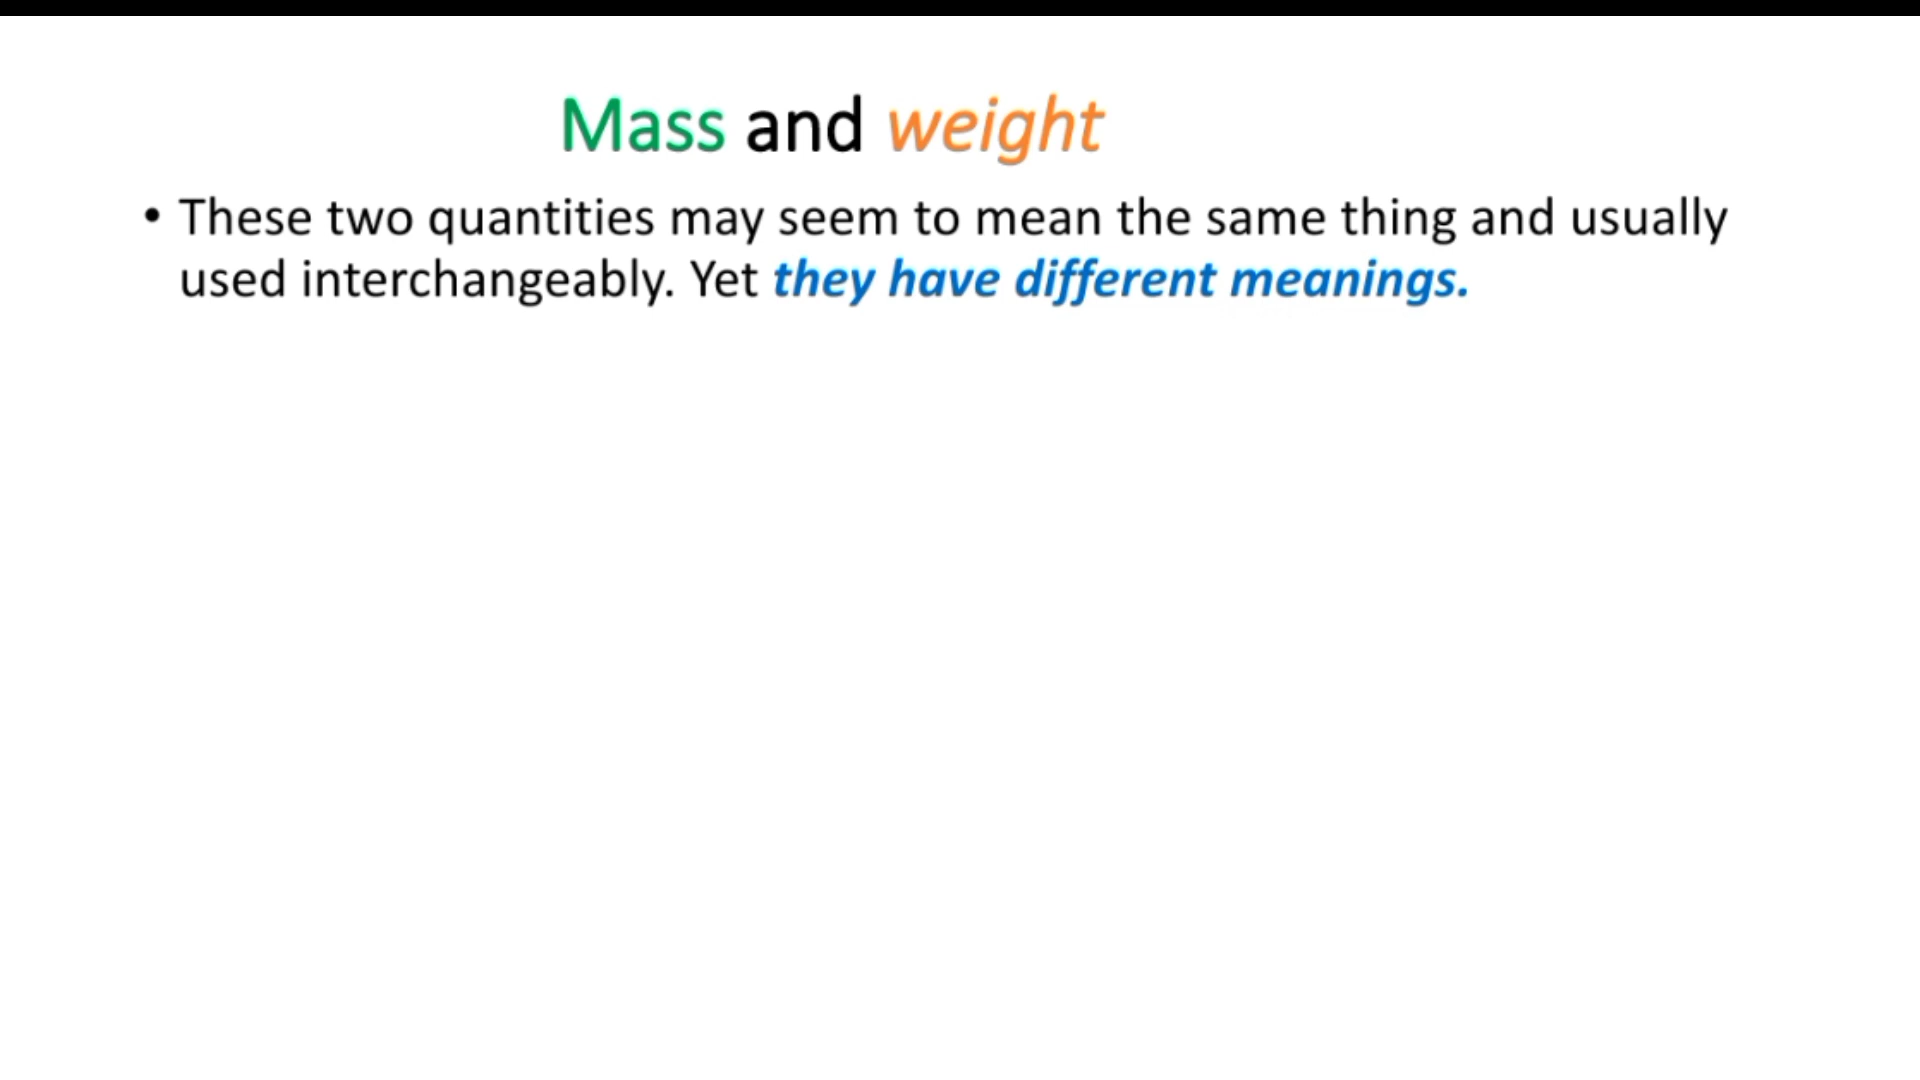 Mass and weight
• These two quantities may seem to mean the same thing and usually
used interchangeably. Yet they have different meanings.